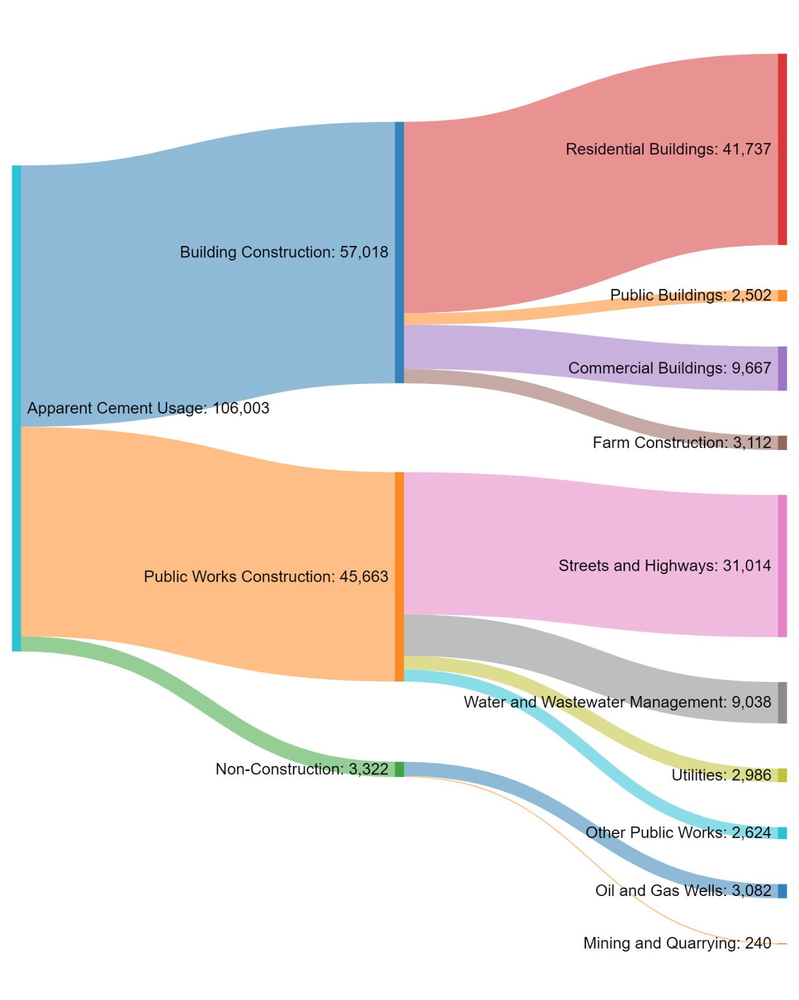 Residential Buildings: 41,737
Building Construction: 57,018
Public Buildings: 2,502
Commercial Buildings: 9,667
Apparent Cement Usage: 106,003
Farm Construction: 3,112
Streets and Highways: 31,014
Public Works Construction: 45,663
Water and Wastewater Management: 9,038
Non-Construction: 3,322
Utilities: 2,986
Other Public Works: 2,624
Oil and Gas Wells: 3,082
Mining and Quarrying: 240